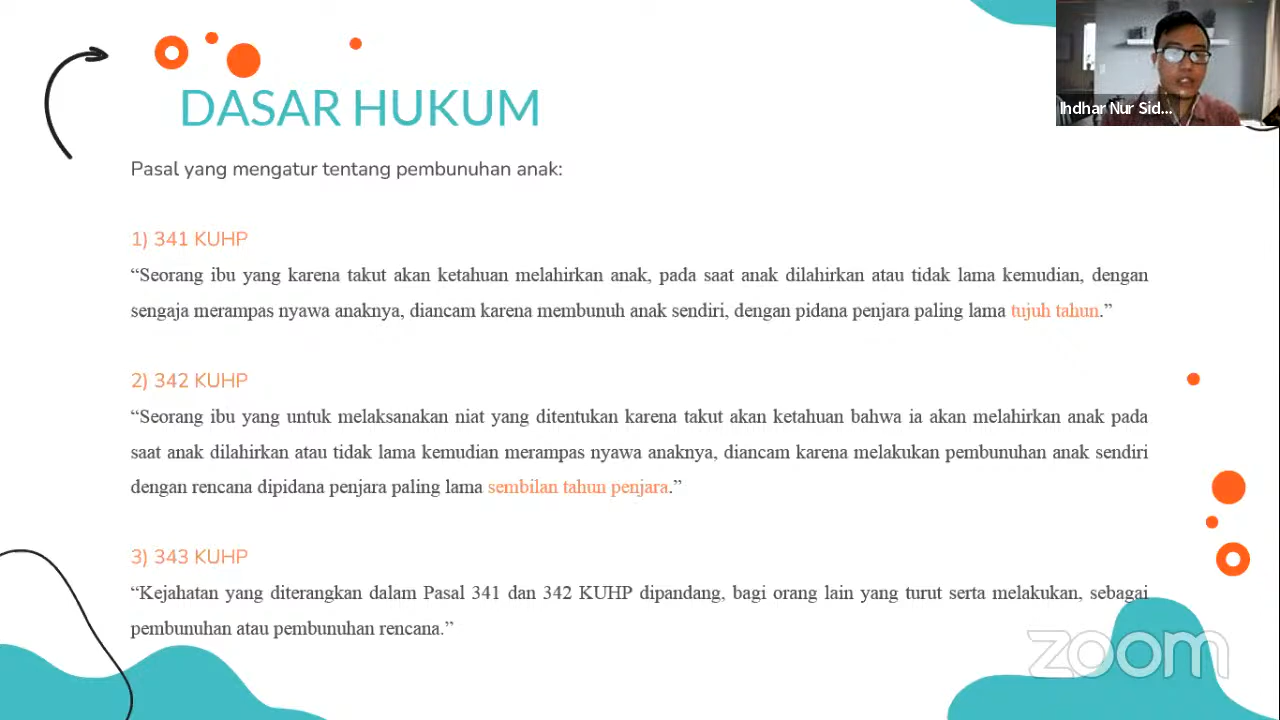 DASAR HUKUM
Ihdhar Nur Sid...
Pasal yang mengatur tentang pembunuhan anak:
1) 341 KUHP
“Seorang ibu yang karena takut akan ketahuan melahirkan anak, pada saat anak dilahirkan atau tidak lama kemudian, dengan
sengaja merampas nyawa anaknya, diancam karena membunuh anak sendiri, dengan pidana penjara paling lama tujuh tahun.”
2) 342 KUHP
“Seorang ibu yang untuk melaksanakan niat yang ditentukan karena takut akan ketahuan bahwa ia akan melahirkan anak pada
saat anak dilahirkan atau tidak lama kemudian merampas nyawa anaknya, diancam karena melakukan pembunuhan anak sendiri
dengan rencana dipidana penjara paling lama sembilan tahun penjara.”
3) 343 KUHP
“Kejahatan yang diterangkan dalam Pasal 341 dan 342 KUHP dipandang, bagi orang lain yang turut serta melakukan, sebagai
pembunuhan atau pembunuhan rencana.”
zoom